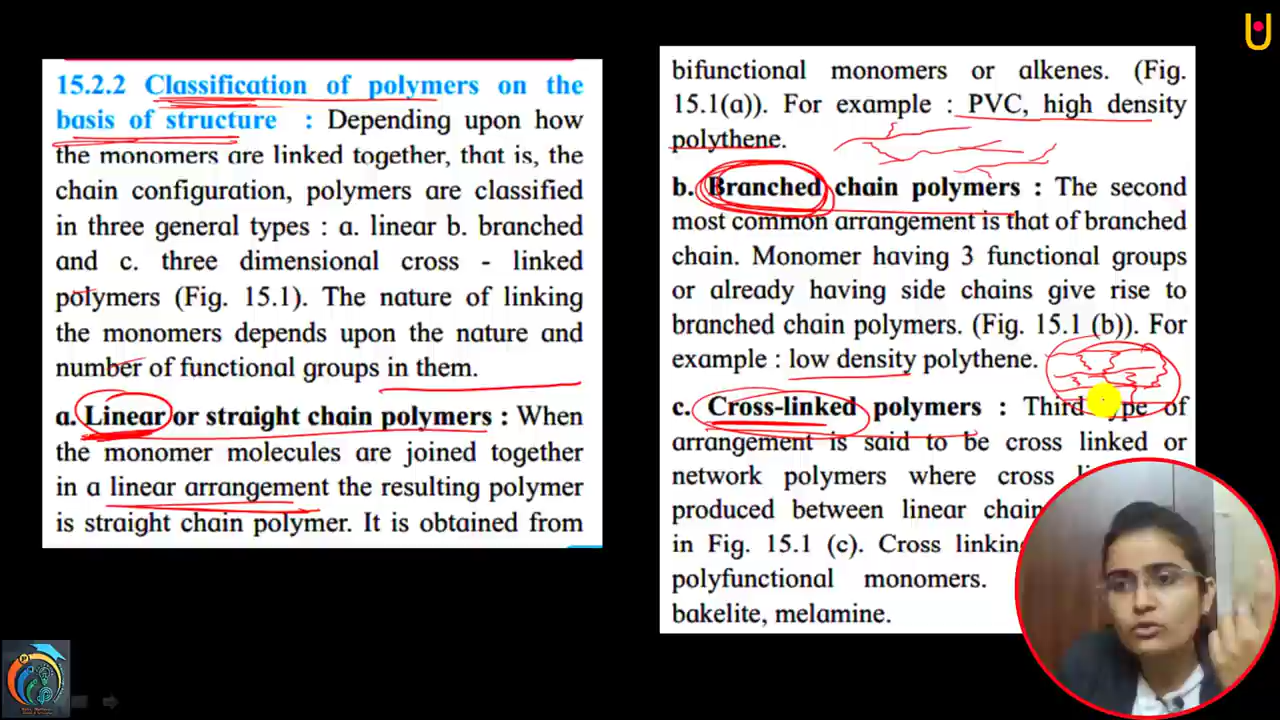 15.2.2 Classification of polymers on the
basis of structure : Depending upon how
the monomers are linked together, that is, the
chain configuration, polymers are classified
in three general types : a. linear b. branched
and c. three dimensional cross - linked
polymers (Fig. 15.1). The nature of linking
the monomers depends upon the nature and
number of functional groups in them.
a. Linear or straight chain polymers : When
the monomer molecules are joined together
in a linear arrangement the resulting polymer
is straight chain polymer. It is obtained from
bifunctional monomers or alkenes. (Fig.
15.1(a)). For example : PVC, high density
polythene.
b. Branched chain polymers : The second
most common arrangement is that of branched
chain. Monomer having 3 functional groups
or already having side chains give rise to
branched chain polymers. (Fig. 15.1 (b)). For
example : low density polythene.
c. Cross-linked polymers : Third type of
arrangement is said to be cross linked or
network polymers where cross
produced between linear
in Fig. 15.1 (c). Cross
polyfunctional monomers.
bakelite, melamine.